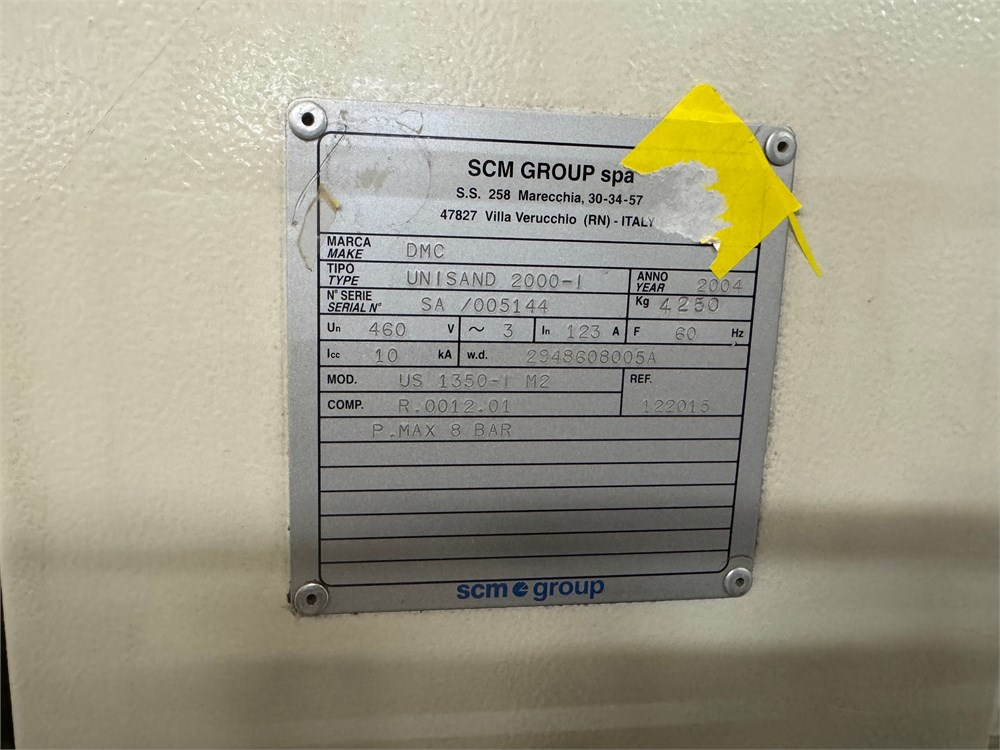 SCM GROUP spa
S.S. 258 Marecchia, 30-34-57
47827 Villa Verucchio (RN) - ITALY
MARCA
MAKE DMC
TIPO
TYPE UNISAND 2000-I ANNO
YEAR 2004
N° SERIE
SERIAL N° SA /005144 Kg 4250
Un 460 V ~ 3 In 123 A F 60 Hz
Icc 10 kA w.d. 2948608005A
MOD. US 1350-I M2 REF.
COMP. R.0012.01 122015
P.MAX 8 BAR
scm group